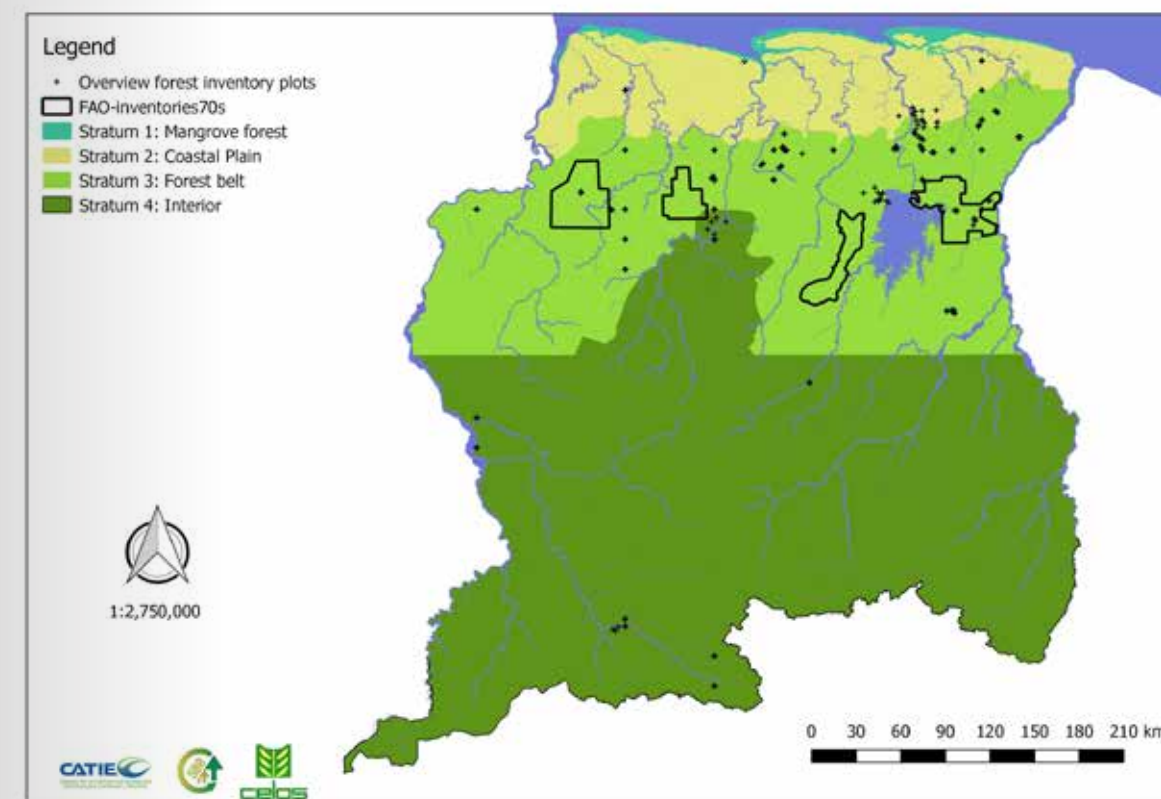 Legend
Overview forest inventory plots
FAO-inventories70s
Stratum 1: Mangrove forest
Stratum 2: Coastal Plain
Stratum 3: Forest belt
Stratum 4: Interior
1:2,750,000
0 30 60 90 120 150 180 210 km
CATIE
celos